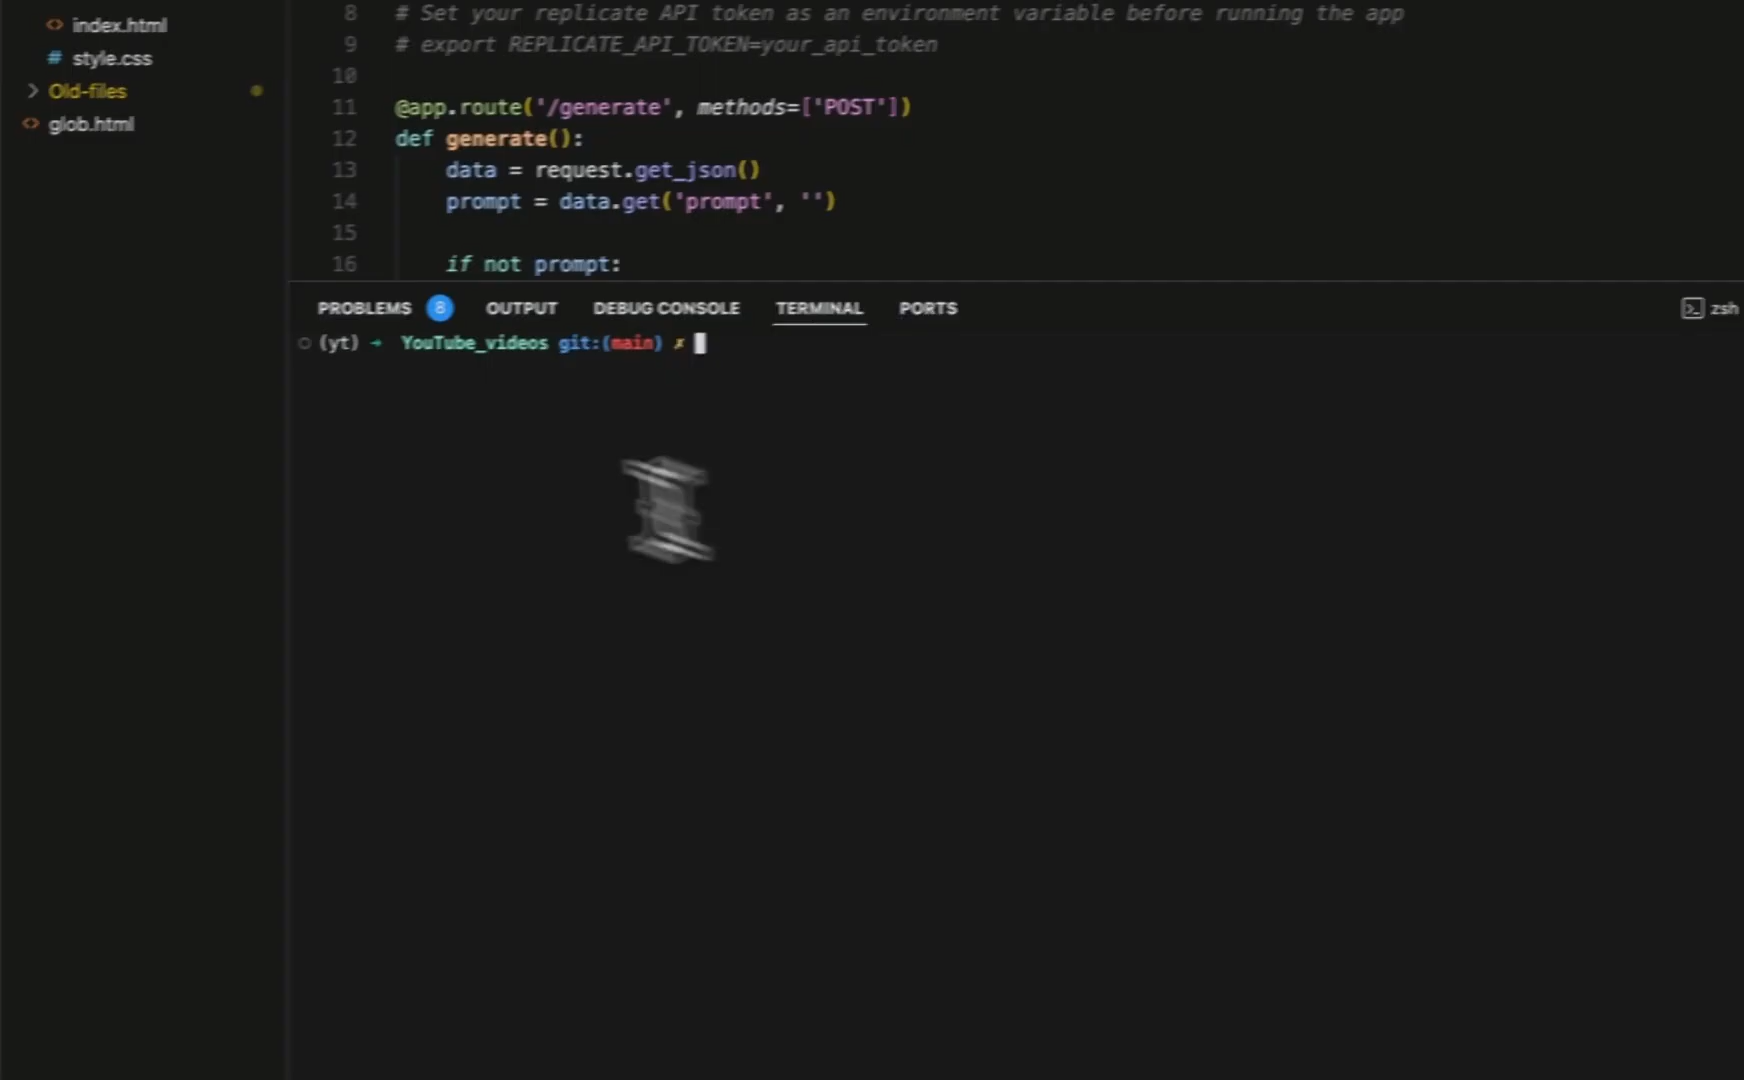 index.html
# style.css
Old-files
glob.html
8 # Set your replicate API token as an environment variable before running the app
9 # export REPLICATE_API_TOKEN=your_api_token
10
11 @app.route('/generate', methods=['POST'])
12 def generate():
13 data = request.get_json()
14 prompt = data.get('prompt', '')
15
16 if not prompt:
PROBLEMS 8 OUTPUT DEBUG CONSOLE TERMINAL PORTS zsh
(yt) → YouTube_videos git:(main) ✗